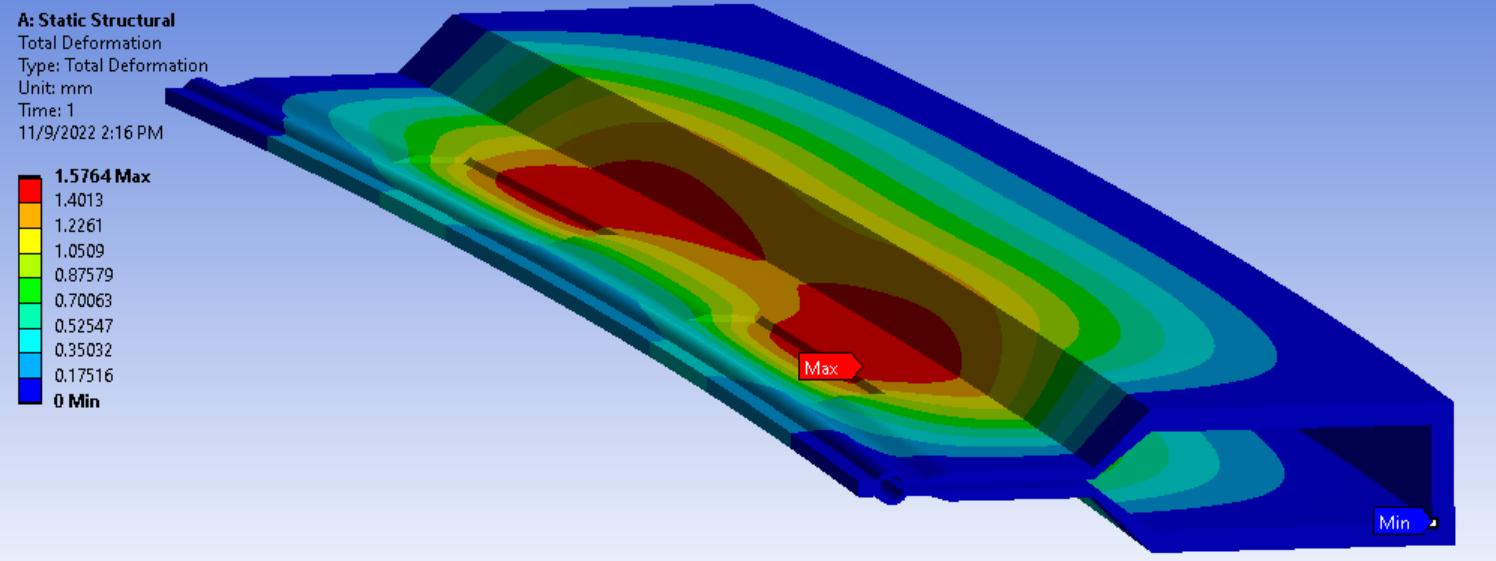 A: Static Structural
Total Deformation
Type: Total Deformation
Unit: mm
Time: 1
11/9/2022 2:16 PM
1.5764 Max
1.4013
1.2261
1.0509
0.87579
0.70063
0.52547
0.35032
0.17516
0 Min
Max
Min